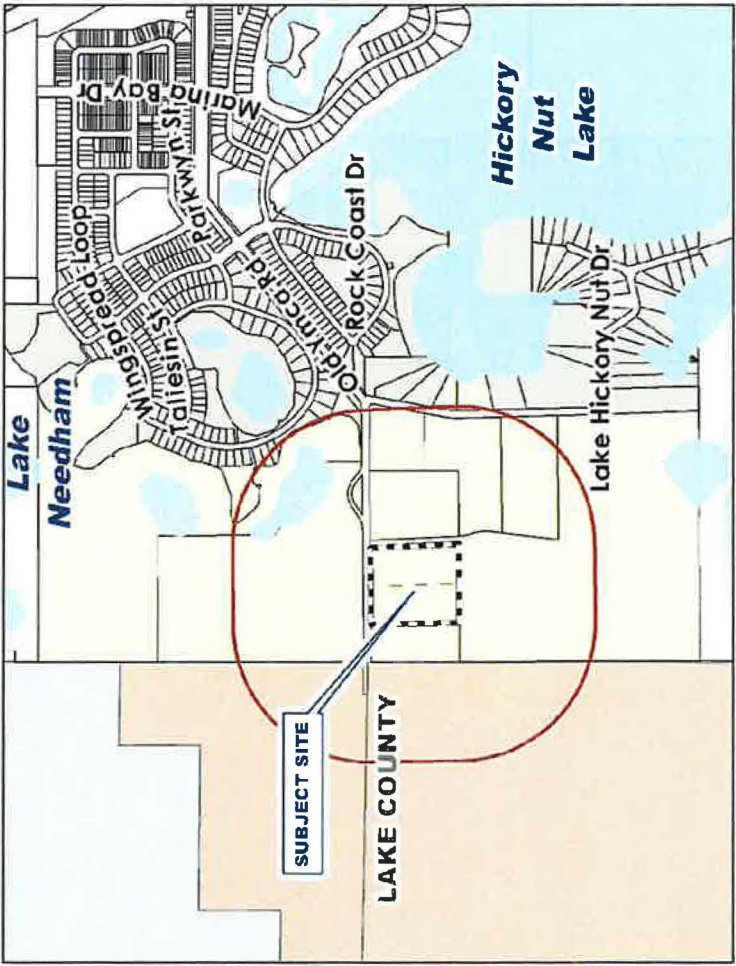 Lake
Needham
Wingspread Loop
Taliesin St
Parkwyn St
Marina Bay Dr
Old Ymca Rd
Rock Coast Dr
Hickory
Nut
Lake
Lake Hickory Nut Dr
SUBJECT SITE
LAKE COUNTY